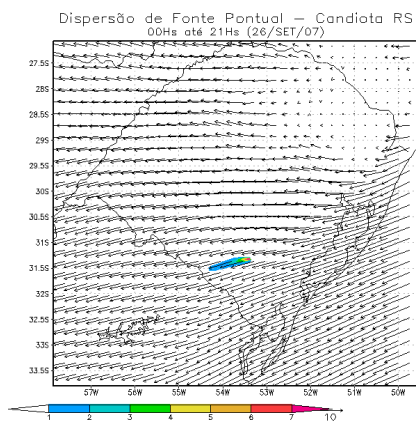 Dispersão de Fonte Pontual – Candiota RS
00Hs até 21Hs (26/SET/07)
27.5S
28S
28.5S
29S
29.5S
30S
30.5S
31S
31.5S
32S
32.5S
33S
33.5S
57W 56W 55W 54W 53W 52W 51W 50W
1 2 3 4 5 6 7 10